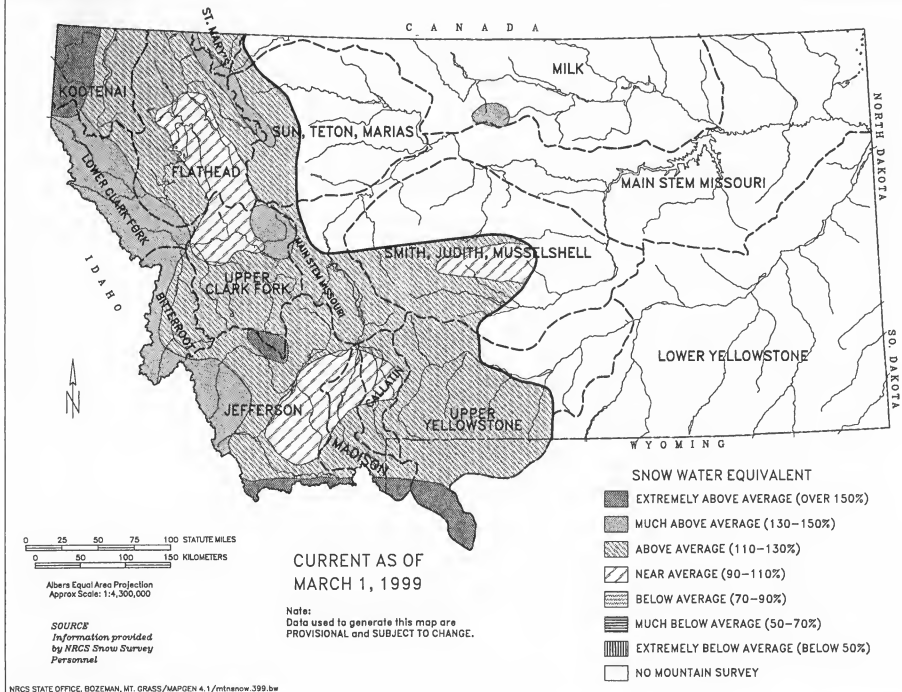 C A N A D A
ST. MARY'S
MILK
KOOTENAI
SUN, TETON, MARIAS
NORTH DAKOTA
LOWER CLARK FORK
FLATHEAD
MAIN STEM MISSOURI
SMITH, JUDITH, MUSSELSHELL
MAIN STEM MISSOURI
I D A H O
UPPER
CLARK FORK
BITTERROOT
LOWER YELLOWSTONE
SO. DAKOTA
N
JEFFERSON
GALLATIN
UPPER
YELLOWSTONE
MADISON
W Y O M I N G
SNOW WATER EQUIVALENT
EXTREMELY ABOVE AVERAGE (OVER 150%)
MUCH ABOVE AVERAGE (130-150%)
ABOVE AVERAGE (110-130%)
NEAR AVERAGE (90-110%)
BELOW AVERAGE (70-90%)
MUCH BELOW AVERAGE (50-70%)
EXTREMELY BELOW AVERAGE (BELOW 50%)
NO MOUNTAIN SURVEY
0 25 50 75 100 STATUTE MILES
0 50 100 150 KILOMETERS
Albers Equal Area Projection
Approx Scale: 1:4,300,000
SOURCE
Information provided
by NRCS Snow Survey
Personnel
CURRENT AS OF
MARCH 1, 1999
Note:
Data used to generate this map are
PROVISIONAL and SUBJECT TO CHANGE.
NRCS STATE OFFICE, BOZEMAN, MT. GRASS/MAPGEN 4.1/mtnsnow.399.bw